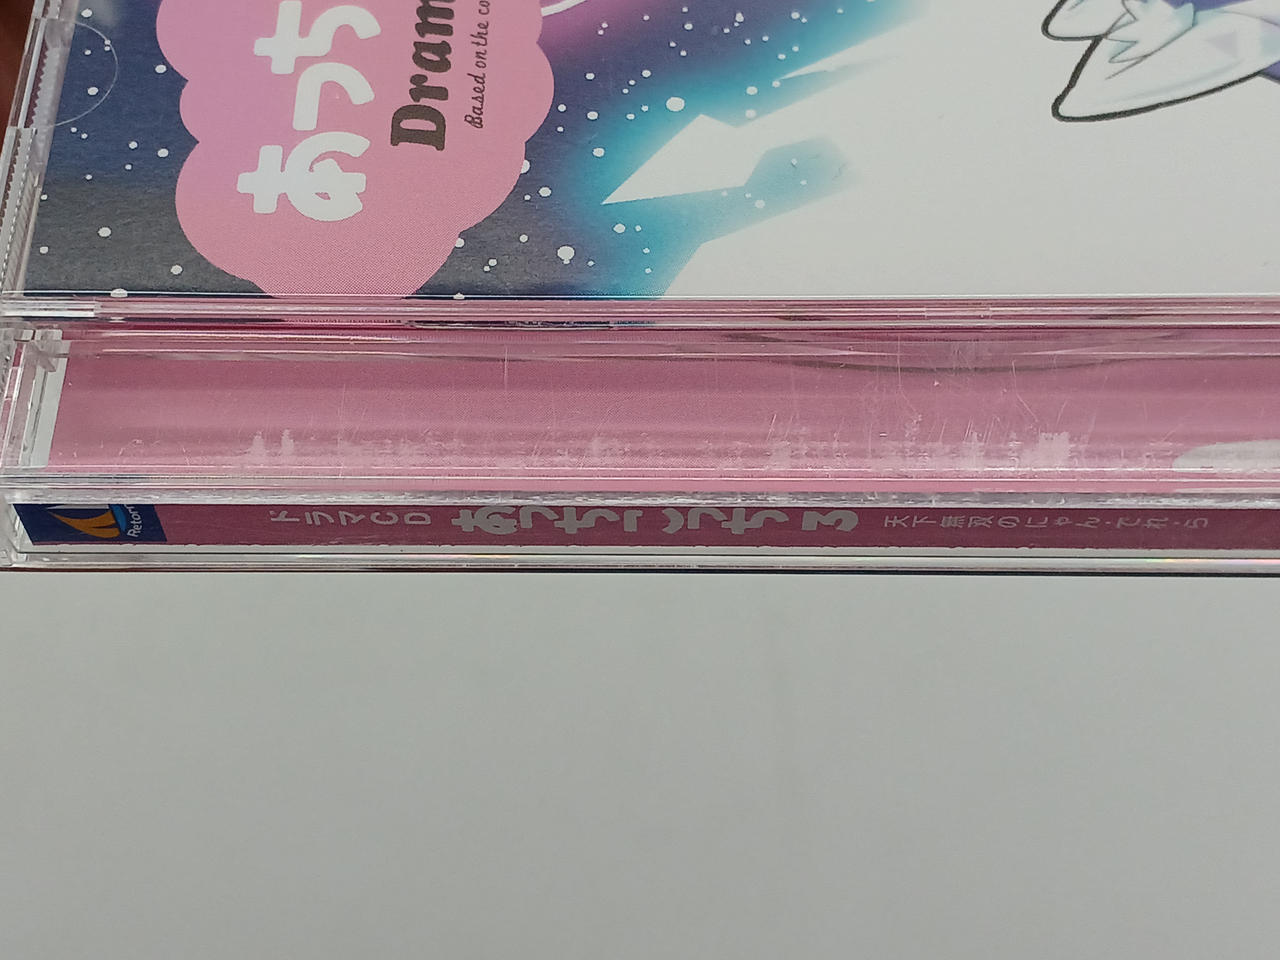 あっち
Dram
Based on the co
Retor
ドラマCD あっちこっち3 天下無双のにゃん・でれ・ら